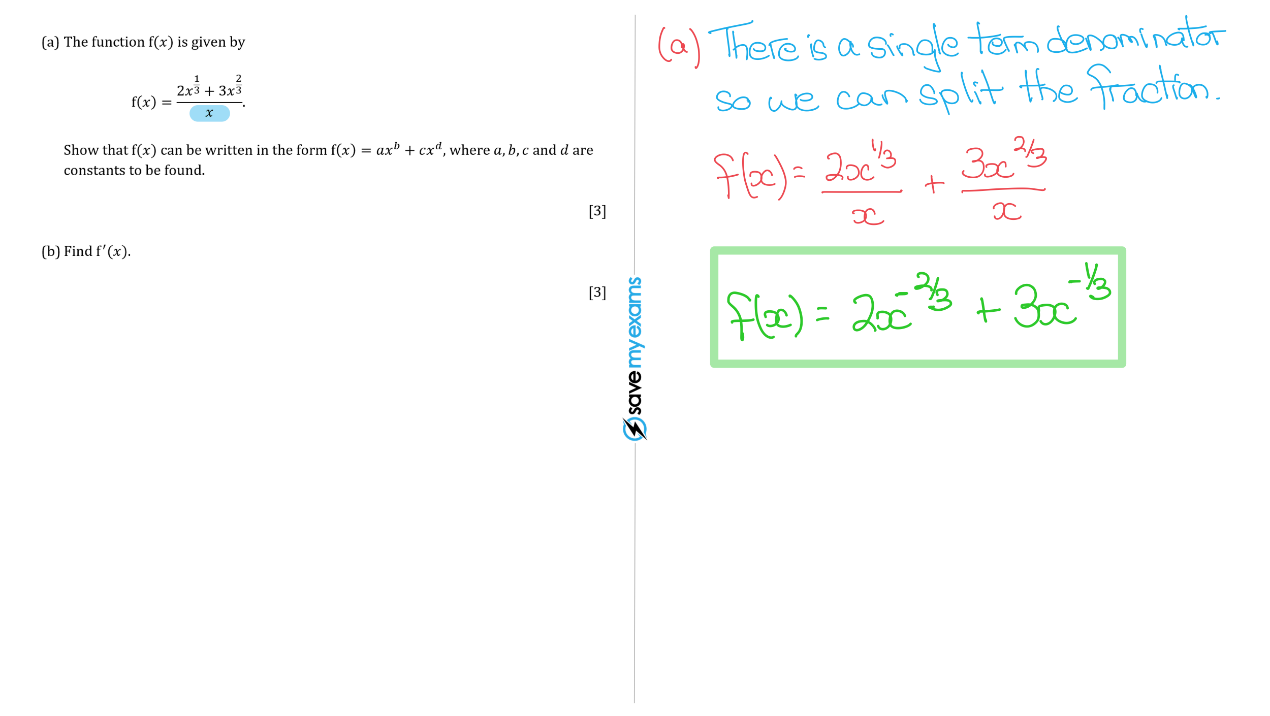 (a) The function f(x) is given by
f(x) = (2x^(1/3) + 3x^(2/3))/x.
Show that f(x) can be written in the form f(x) = ax^b + cx^d, where a, b, c and d are
constants to be found.
[3]
(b) Find f′(x).
[3]
save my exams
(a) There is a single term denominator
so we can split the fraction.
f(x) = 2x^(1/3)/x + 3x^(2/3)/x
f(x) = 2x^(-2/3) + 3x^(-1/3)